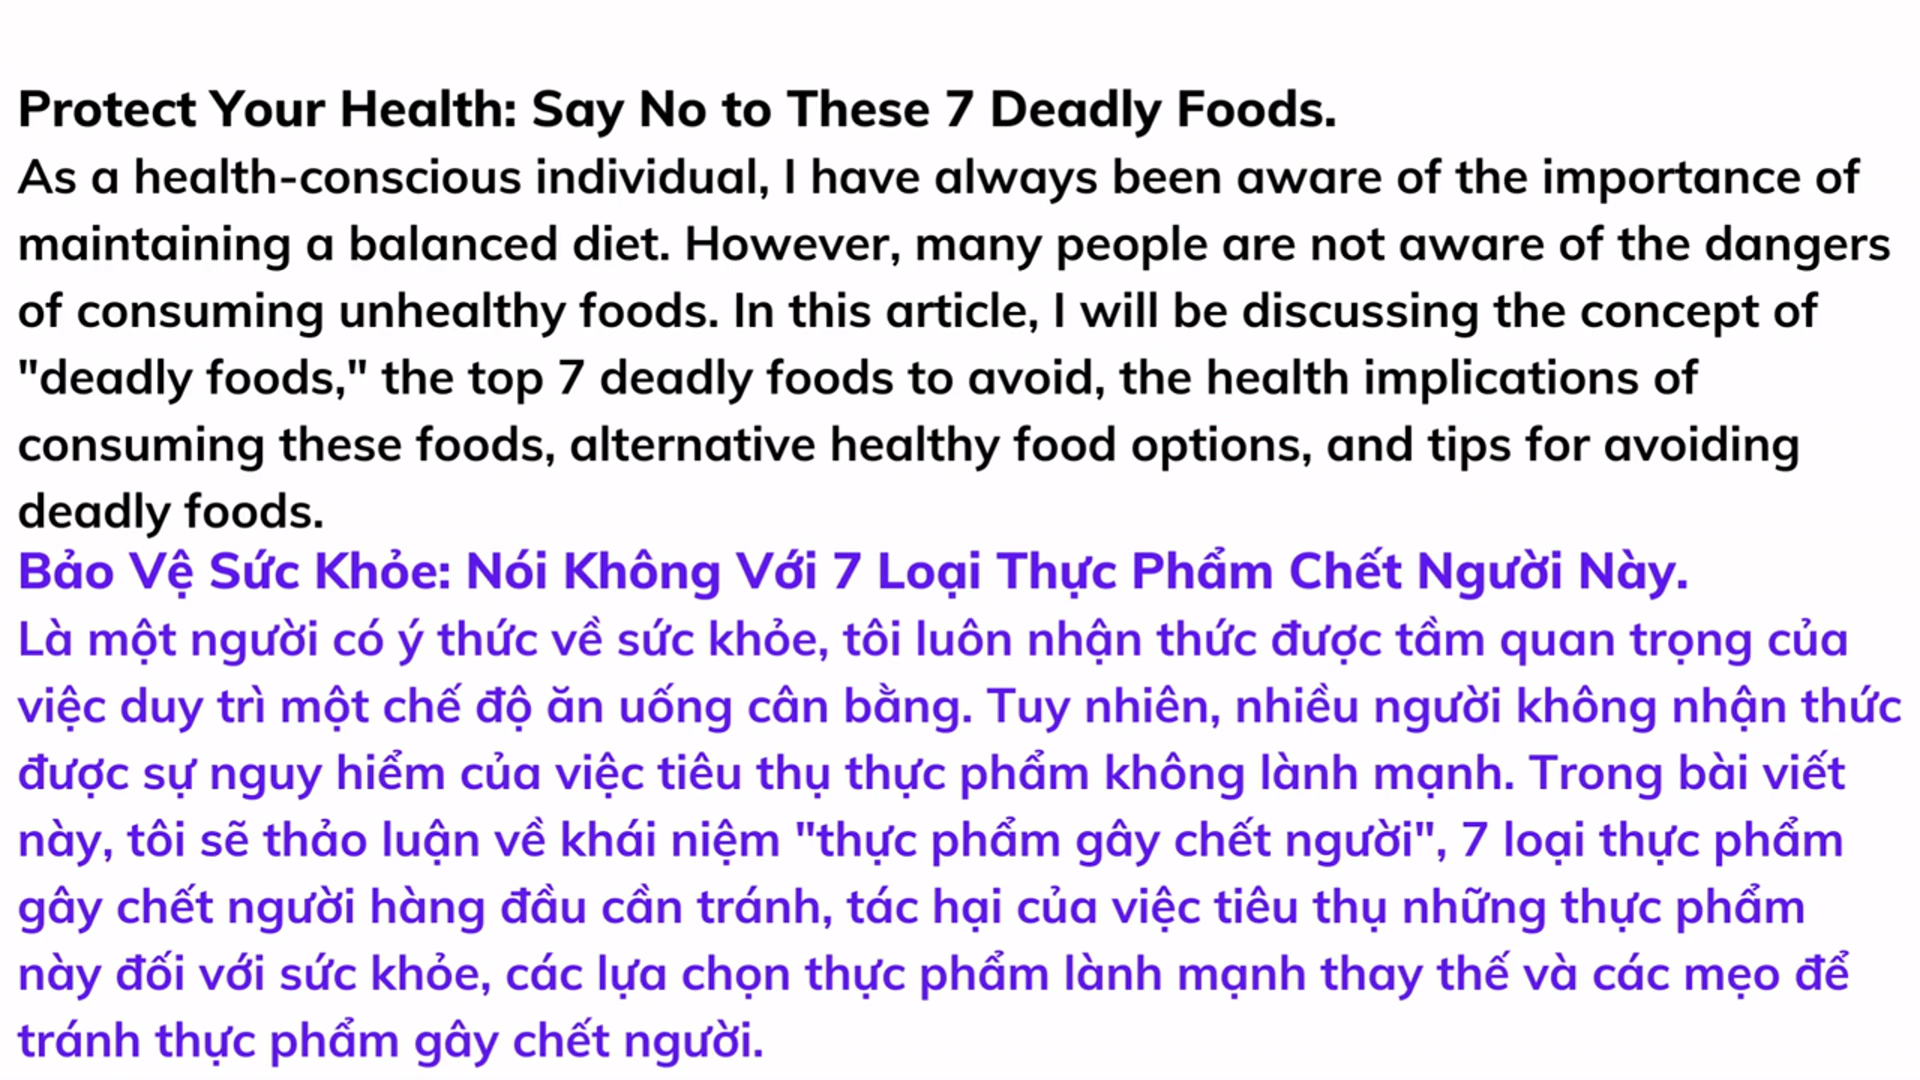 Protect Your Health: Say No to These 7 Deadly Foods.
As a health-conscious individual, I have always been aware of the importance of
maintaining a balanced diet. However, many people are not aware of the dangers
of consuming unhealthy foods. In this article, I will be discussing the concept of
"deadly foods," the top 7 deadly foods to avoid, the health implications of
consuming these foods, alternative healthy food options, and tips for avoiding
deadly foods.
Bảo Vệ Sức Khỏe: Nói Không Với 7 Loại Thực Phẩm Chết Người Này.
Là một người có ý thức về sức khỏe, tôi luôn nhận thức được tầm quan trọng của
việc duy trì một chế độ ăn uống cân bằng. Tuy nhiên, nhiều người không nhận thức
được sự nguy hiểm của việc tiêu thụ thực phẩm không lành mạnh. Trong bài viết
này, tôi sẽ thảo luận về khái niệm "thực phẩm gây chết người", 7 loại thực phẩm
gây chết người hàng đầu cần tránh, tác hại của việc tiêu thụ những thực phẩm
này đối với sức khỏe, các lựa chọn thực phẩm lành mạnh thay thế và các mẹo để
tránh thực phẩm gây chết người.